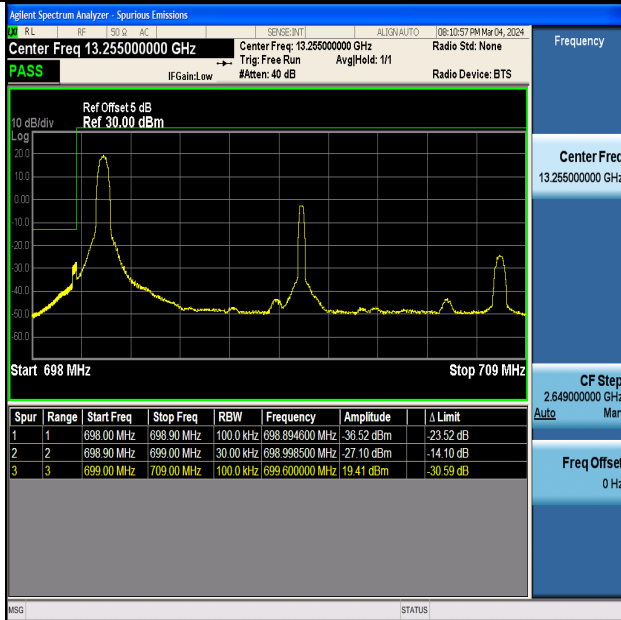 Agilent Spectrum Analyzer - Spurious Emissions
RL RF 50 Ω AC SENSE:INT ALIGN AUTO 08:10:57 PM Mar 04, 2024
Center Freq 13.255000000 GHz
Center Freq: 13.255000000 GHz
Radio Std: None
Trig: Free Run Avg|Hold: 1/1
PASS
IFGain:Low
#Atten: 40 dB
Radio Device: BTS
Ref Offset 5 dB
10 dB/div Ref 30.00 dBm
Log
20.0
10.0
0.00
-10.0
-20.0
-30.0
-40.0
-50.0
-60.0
Start 698 MHz Stop 709 MHz
Spur Range Start Freq Stop Freq RBW Frequency Amplitude Δ Limit
1 1 698.00 MHz 698.90 MHz 100.0 kHz 698.894600 MHz -36.52 dBm -23.52 dB
2 2 698.90 MHz 699.00 MHz 30.00 kHz 698.998500 MHz -27.10 dBm -14.10 dB
3 3 699.00 MHz 709.00 MHz 100.0 kHz 699.600000 MHz 19.41 dBm -30.59 dB
Frequency
Center Freq
13.255000000 GHz
CF Step
2.649000000 GHz
Auto Man
Freq Offset
0 Hz
MSG STATUS